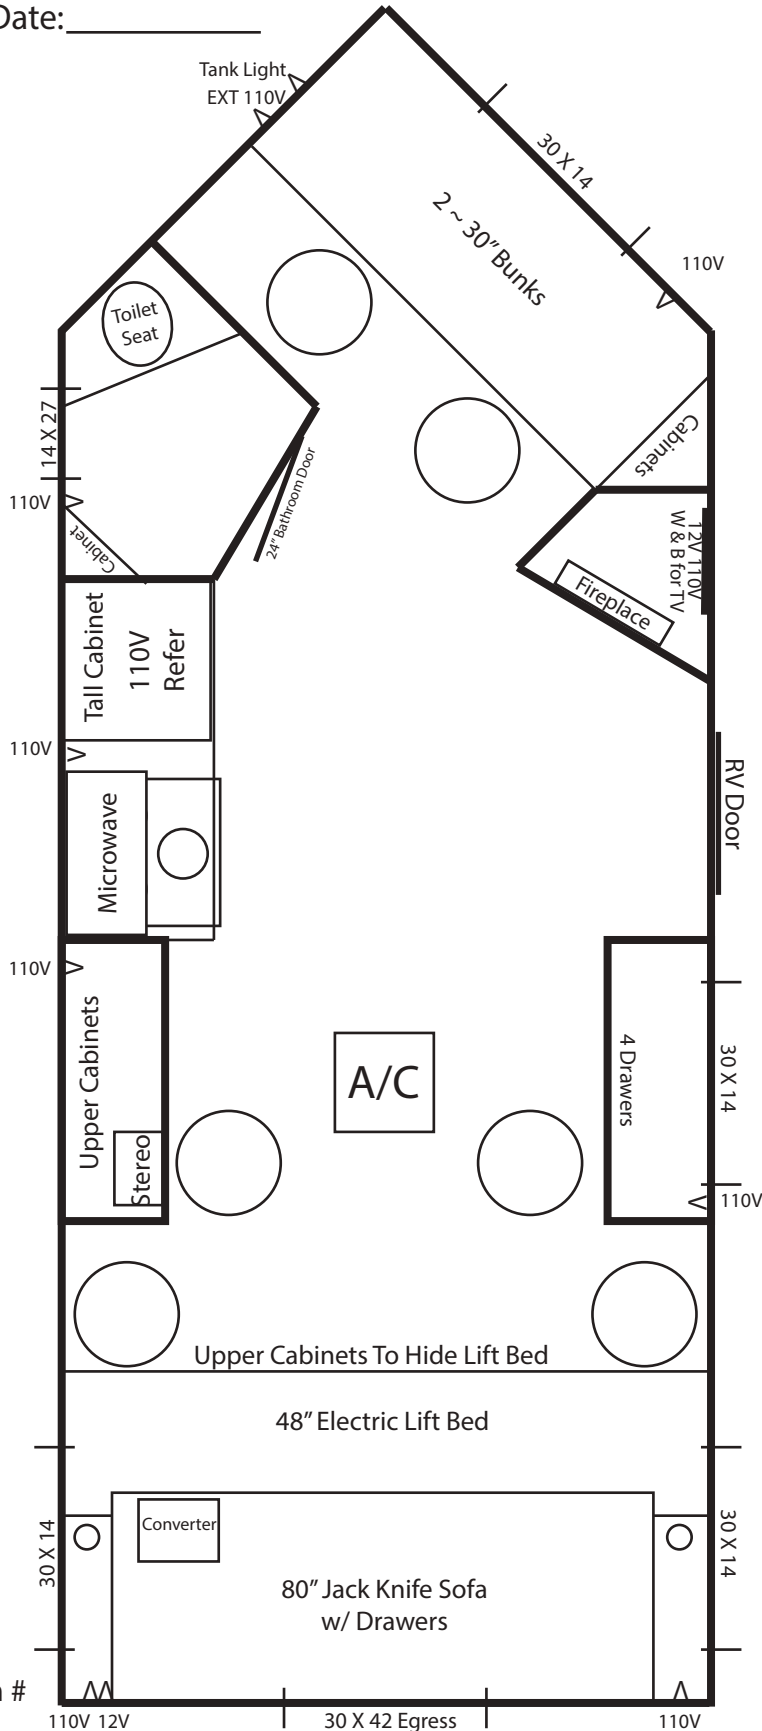 Date:
Tank Light
EXT 110V
30 X 14
2 ~ 30" Bunks
110V
Toilet
Seat
14 X 27
Cabinets
110V
24" Bathroom Door
12V 110V
W & B for TV
Cabinet
Fireplace
Tall Cabinet
110V
Refer
110V
RV Door
Microwave
110V
Upper Cabinets
A/C
4 Drawers
30 X 14
Stereo
110V
Upper Cabinets To Hide Lift Bed
48" Electric Lift Bed
Converter
30 X 14
30 X 14
80" Jack Knife Sofa
w/ Drawers
#
110V 12V
30 X 42 Egress
110V